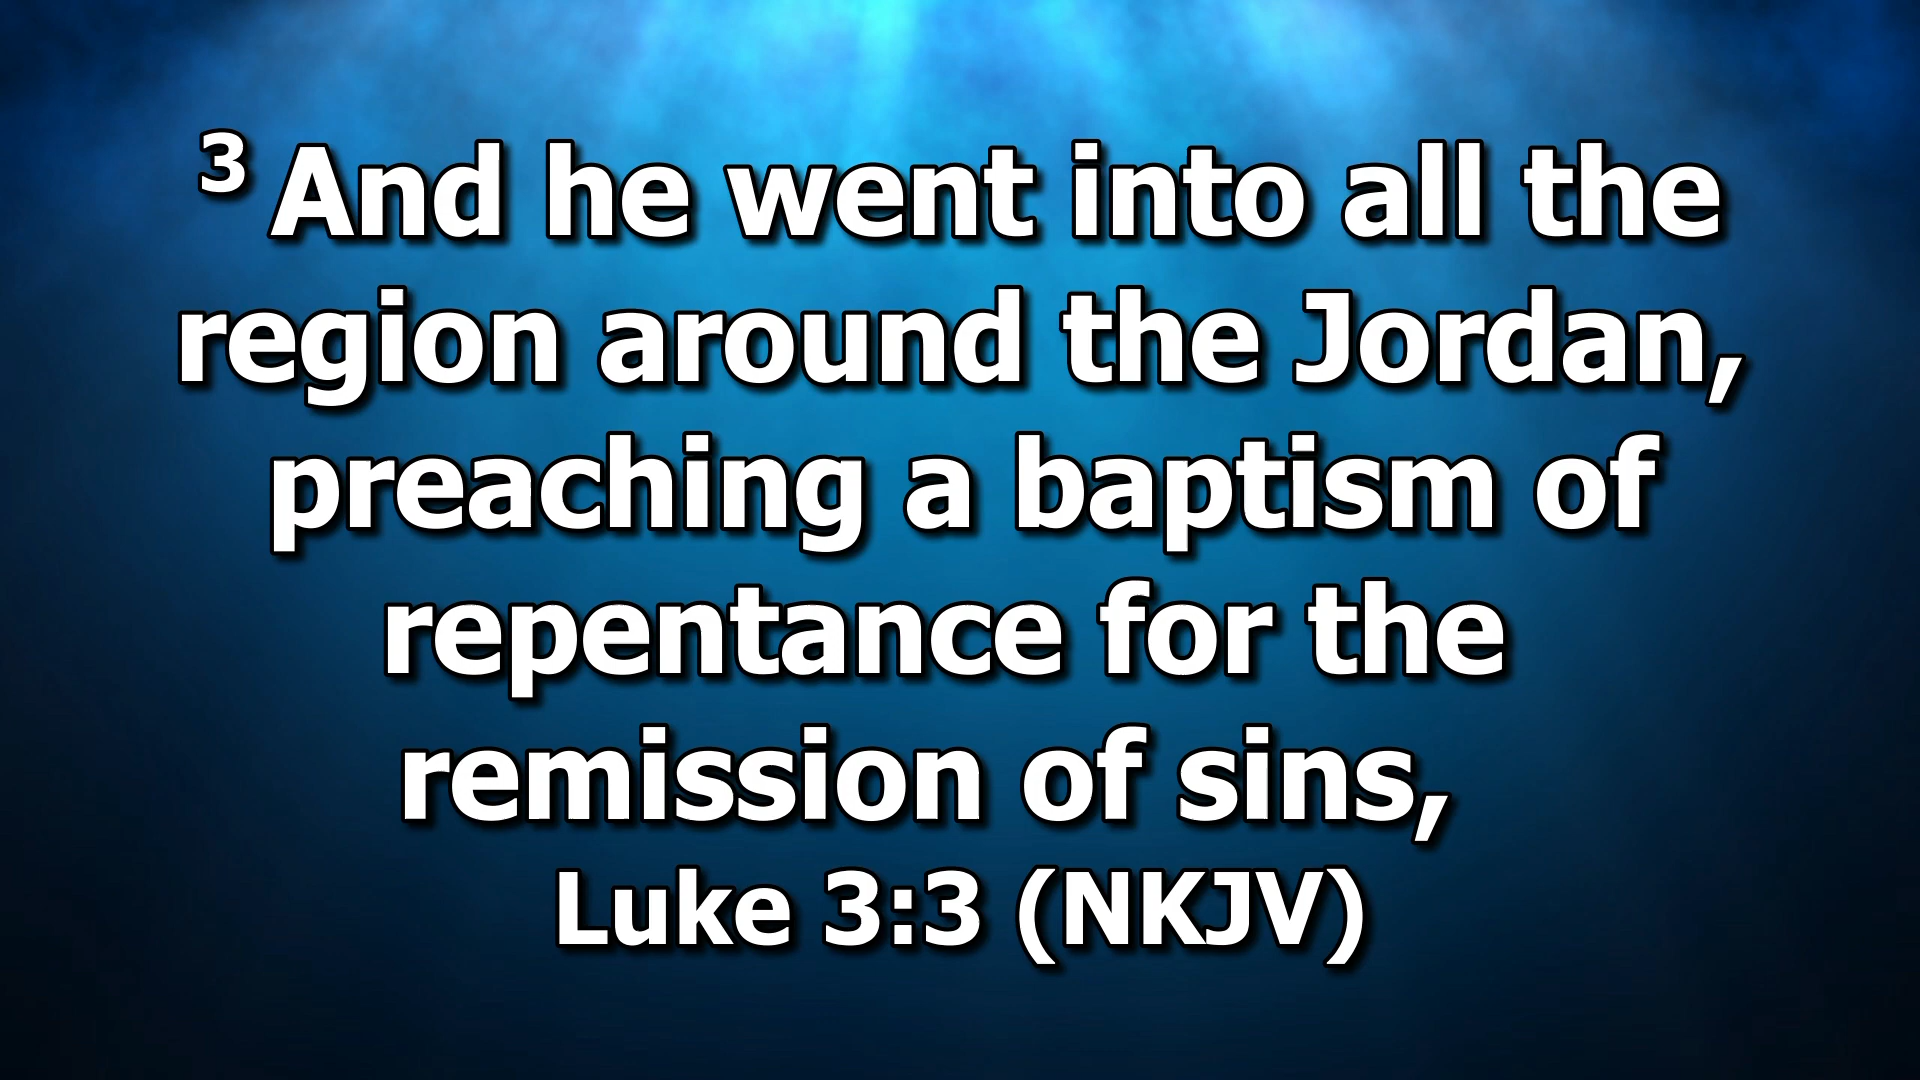 3 And he went into all the
region around the Jordan,
preaching a baptism of
repentance for the
remission of sins,
Luke 3:3 (NKJV)